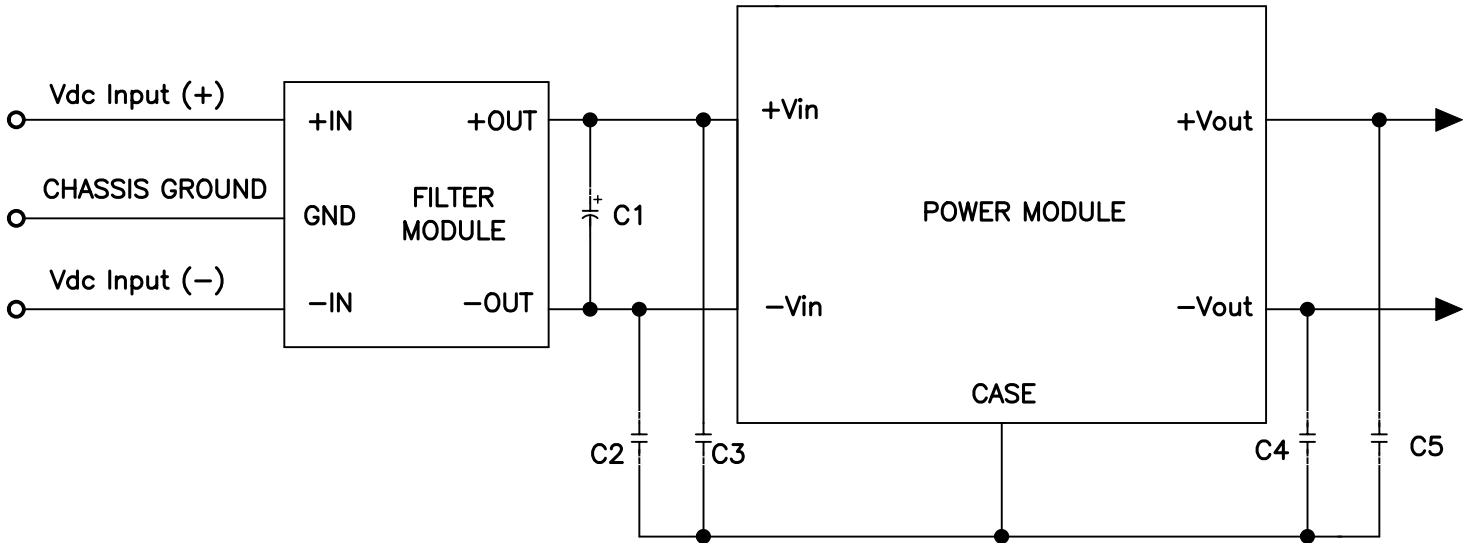 Vdc Input (+)
CHASSIS GROUND
Vdc Input (−)
+IN
+OUT
GND
FILTER
MODULE
−IN
−OUT
+
C1
C2
C3
+Vin
+Vout
POWER MODULE
−Vin
−Vout
CASE
C4
C5